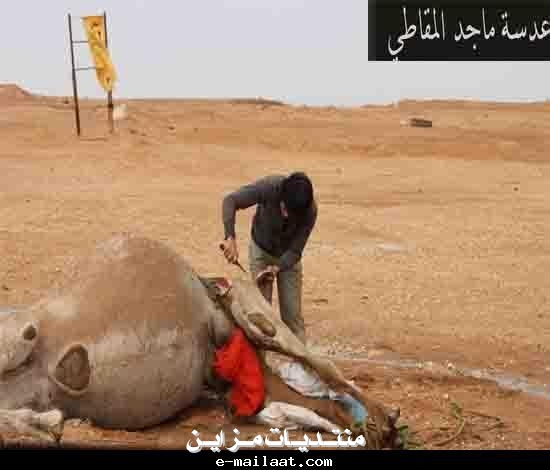 عدسة ماجد المقاطي
منتديات مزاين
e-mailaat.com